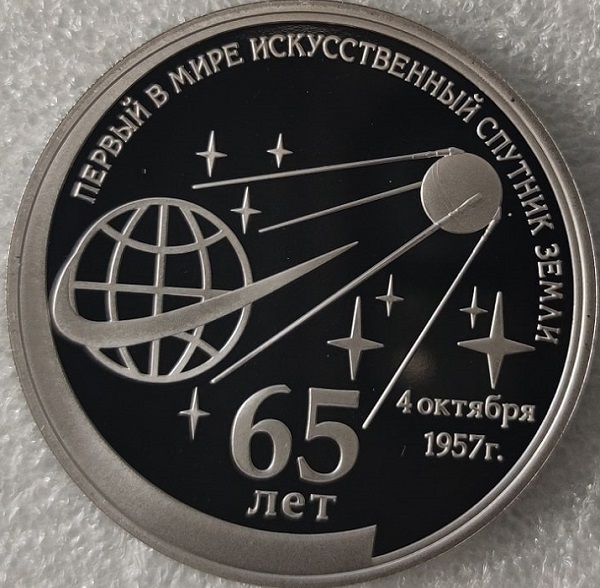 ПЕРВЫЙ В МИРЕ ИСКУССТВЕННЫЙ СПУТНИК ЗЕМЛИ
65
лет
4 октября
1957г.